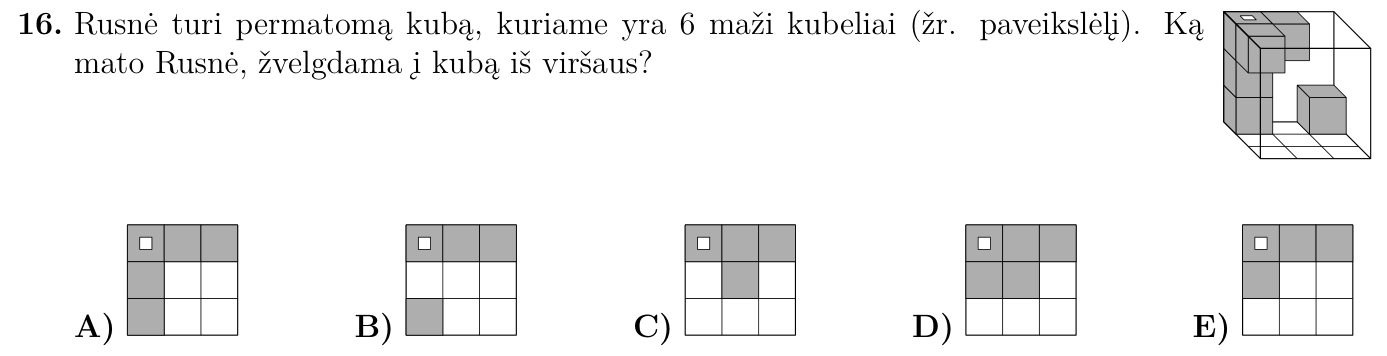 16. Rusnė turi permatomą kubą, kuriame yra 6 maži kubeliai (žr. paveikslėlį). Ką
mato Rusnė, žvelgdama į kubą iš viršaus?
A) B) C) D) E)